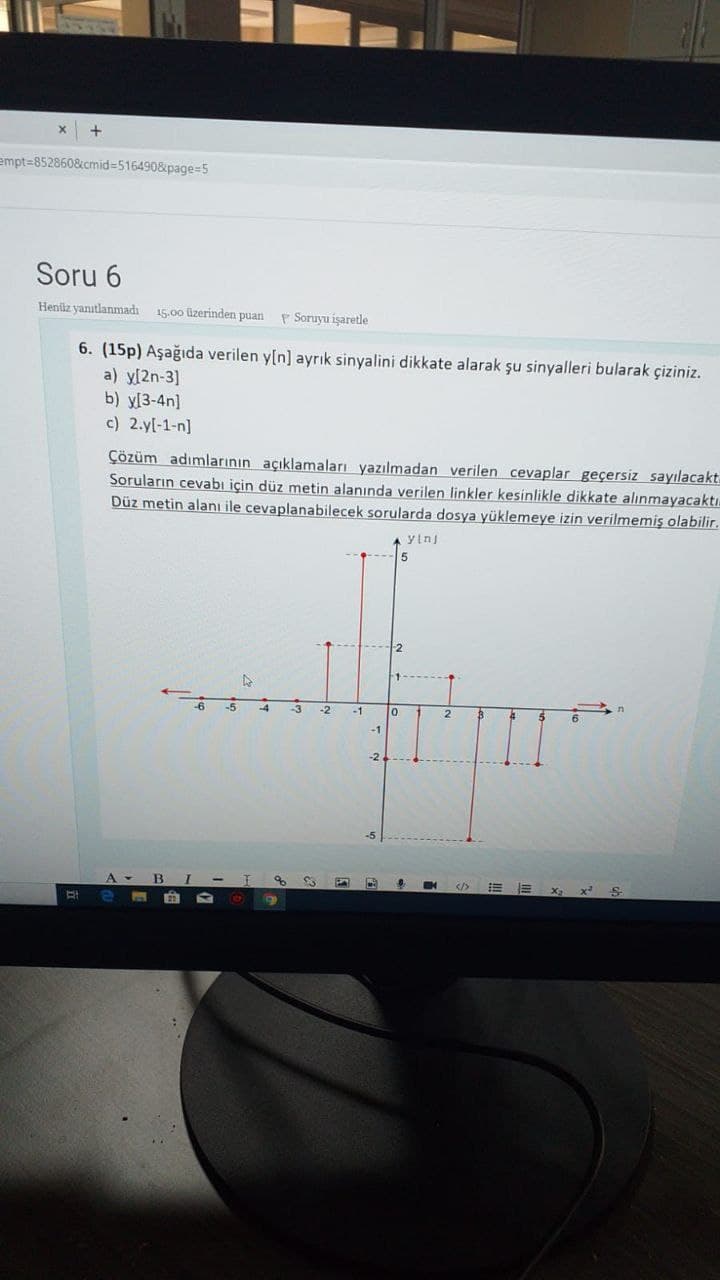 × +
empt=852860&cmid=516490&page=5
Soru 6
Henüz yanıtlanmadı 15.00 üzerinden puan Soruyu işaretle
6. (15p) Aşağıda verilen y[n] ayrık sinyalini dikkate alarak şu sinyalleri bularak çiziniz.
a) y[2n-3]
b) y[3-4n]
c) 2.y[-1-n]
Çözüm adımlarının açıklamaları yazılmadan verilen cevaplar geçersiz sayılacaktı
Soruların cevabı için düz metin alanında verilen linkler kesinlikle dikkate alınmayacaktı
Düz metin alanı ile cevaplanabilecek sorularda dosya yüklemeye izin verilmemiş olabilir.
y[n]
5
2
1
-6 -5 -4 -3 -2 -1 0 1 2 3 4 5 6 n
-1
-2
-5
A B I </> X₂ x² S